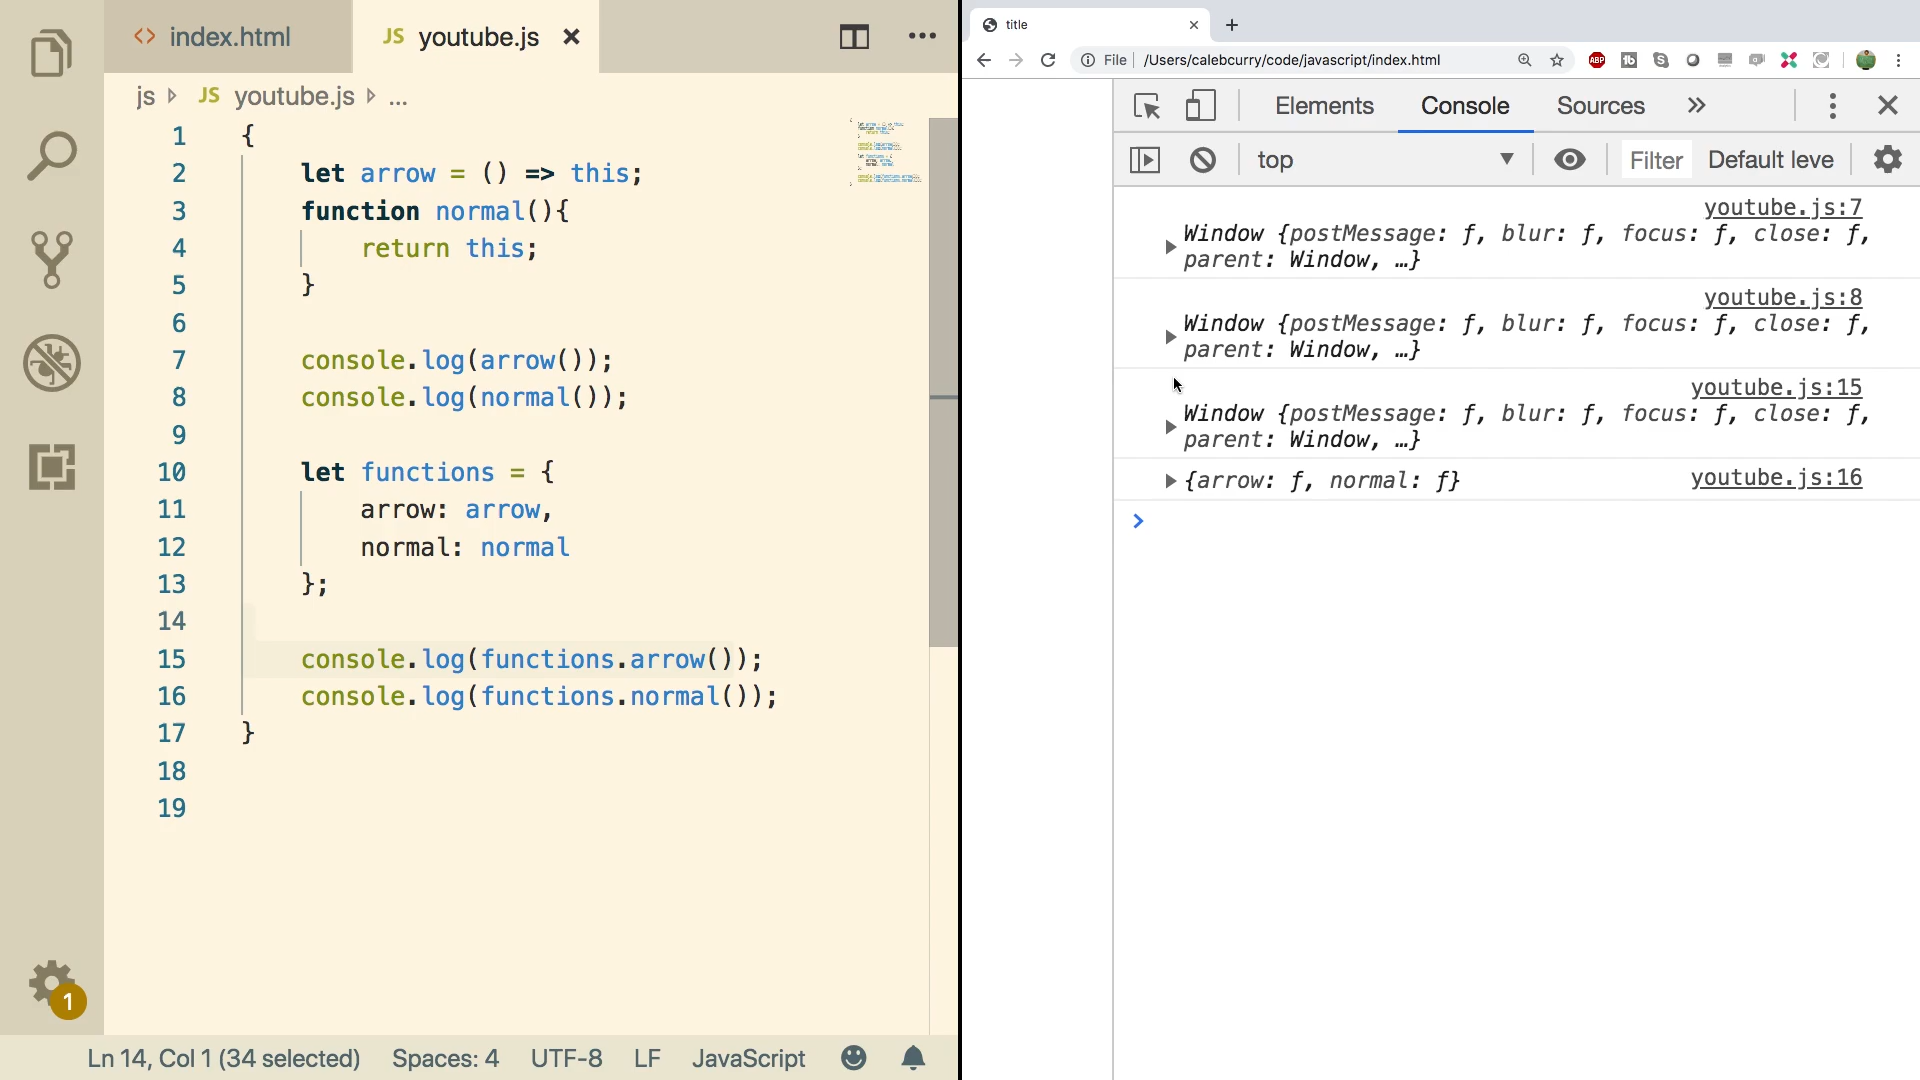 index.html
JS youtube.js
js JS youtube.js ...
1 {
2 let arrow = () => this;
3 function normal(){
4 return this;
5 }
6
7 console.log(arrow());
8 console.log(normal());
9
10 let functions = {
11 arrow: arrow,
12 normal: normal
13 };
14
15 console.log(functions.arrow());
16 console.log(functions.normal());
17 }
18
19
1
Ln 14, Col 1 (34 selected) Spaces: 4 UTF-8 LF JavaScript
title
File /Users/calebcurry/code/javascript/index.html
ABP
Elements Console Sources
top Filter Default leve
youtube.js:7
Window {postMessage: ƒ, blur: ƒ, focus: ƒ, close: ƒ,
parent: Window, …}
youtube.js:8
Window {postMessage: ƒ, blur: ƒ, focus: ƒ, close: ƒ,
parent: Window, …}
youtube.js:15
Window {postMessage: ƒ, blur: ƒ, focus: ƒ, close: ƒ,
parent: Window, …}
{arrow: ƒ, normal: ƒ} youtube.js:16